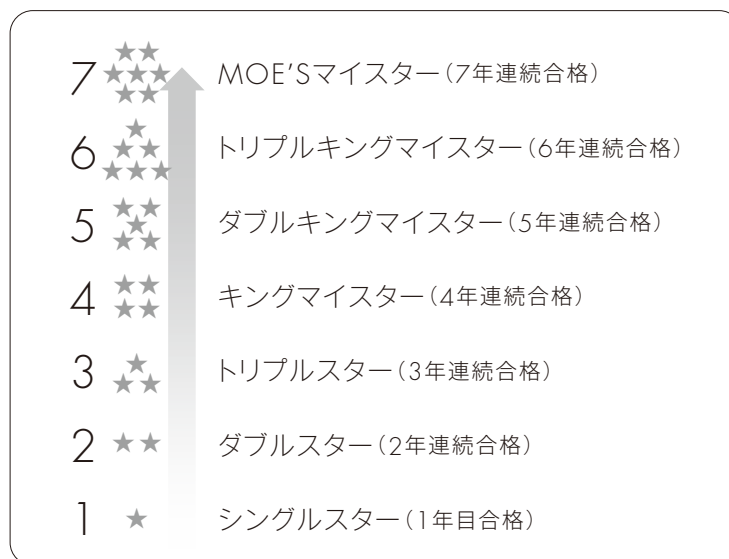 7 ★★★★★★★ MOE'Sマイスター（7年連続合格）
6 ★★★★★★ トリプルキングマイスター（6年連続合格）
5 ★★★★★ ダブルキングマイスター（5年連続合格）
4 ★★★★ キングマイスター（4年連続合格）
3 ★★★ トリプルスター（3年連続合格）
2 ★★ ダブルスター（2年連続合格）
1 ★ シングルスター（1年目合格）